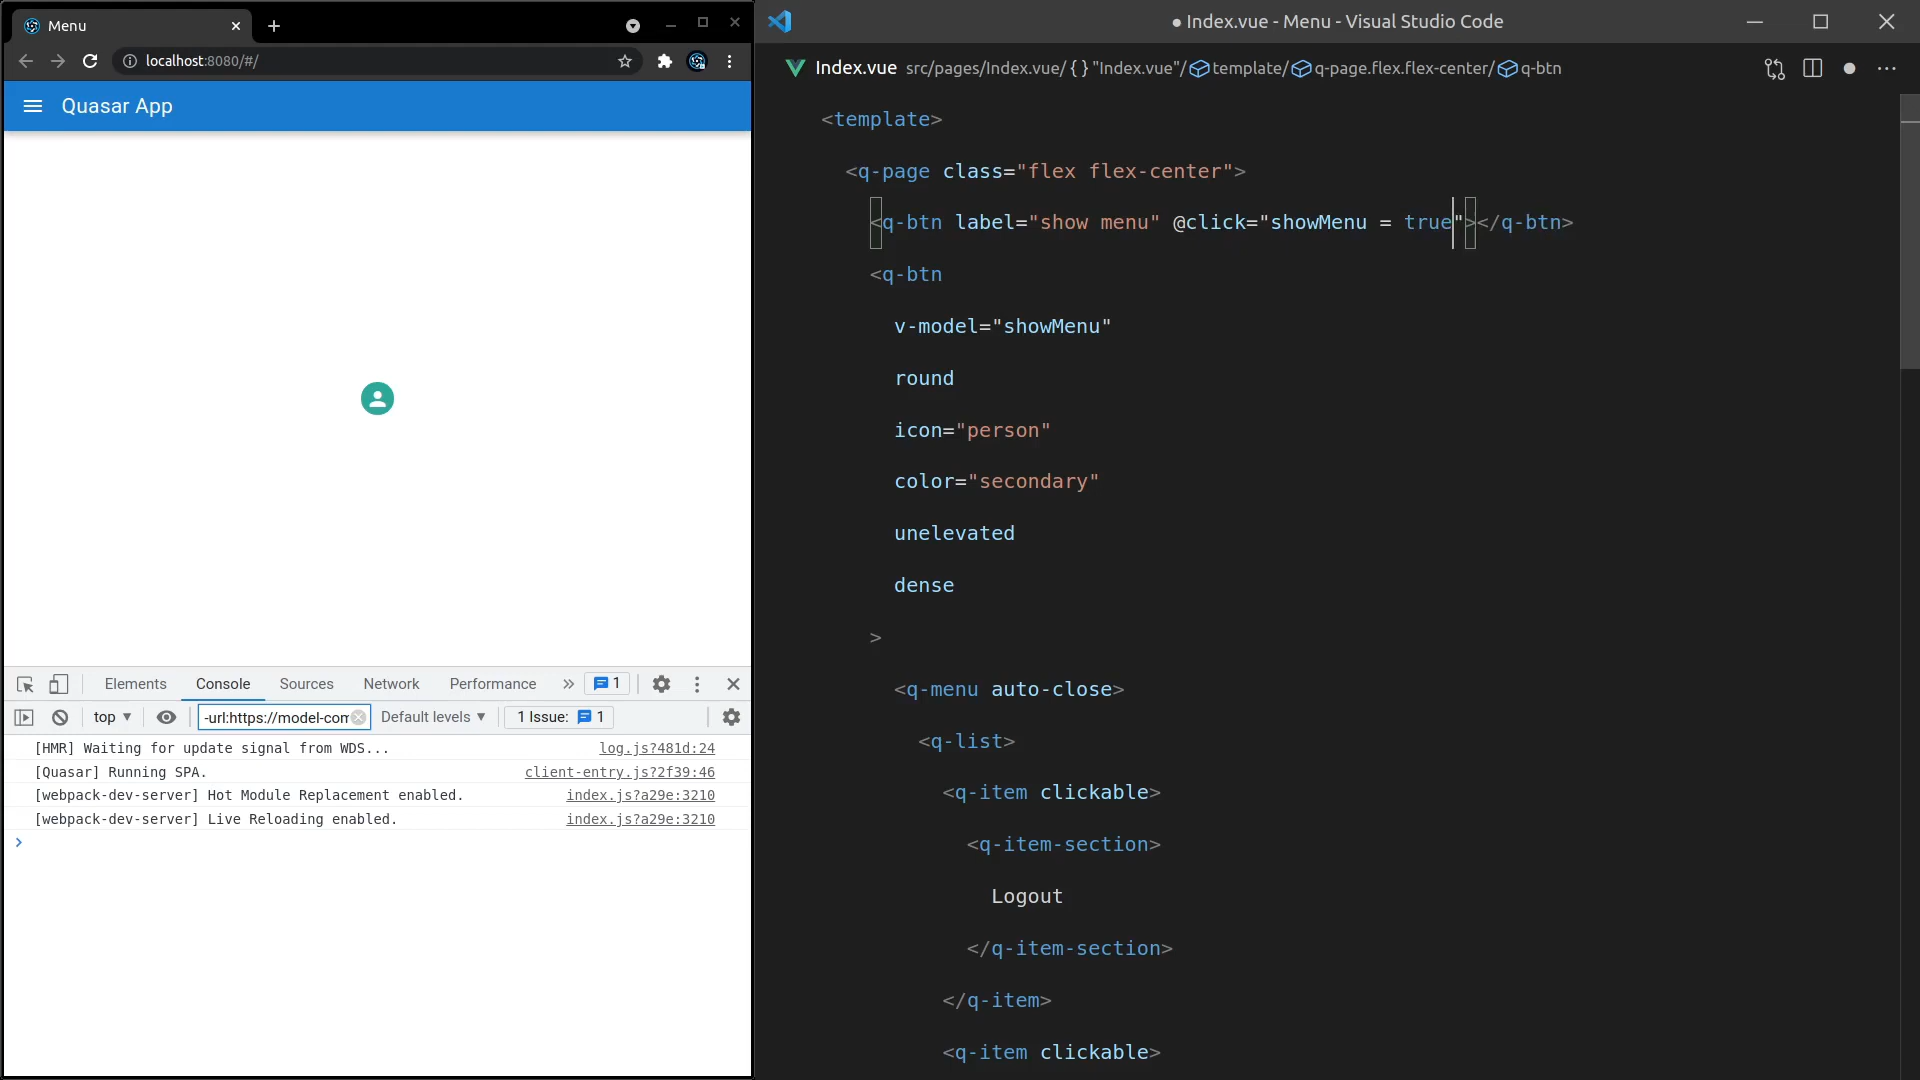 Menu
localhost:8080/#/
Quasar App
Elements Console Sources Network Performance » 1
top ▼ -url:https://model-com Default levels ▼ 1 Issue: 1
[HMR] Waiting for update signal from WDS... log.js?481d:24
[Quasar] Running SPA. client-entry.js?2f39:46
[webpack-dev-server] Hot Module Replacement enabled. index.js?a29e:3210
[webpack-dev-server] Live Reloading enabled. index.js?a29e:3210
● Index.vue - Menu - Visual Studio Code
Index.vue src/pages/Index.vue/ {} "Index.vue"/ template/ q-page.flex.flex-center/ q-btn
<template>
<q-page class="flex flex-center">
<q-btn label="show menu" @click="showMenu = true"></q-btn>
<q-btn
v-model="showMenu"
round
icon="person"
color="secondary"
unelevated
dense
>
<q-menu auto-close>
<q-list>
<q-item clickable>
<q-item-section>
Logout
</q-item-section>
</q-item>
<q-item clickable>